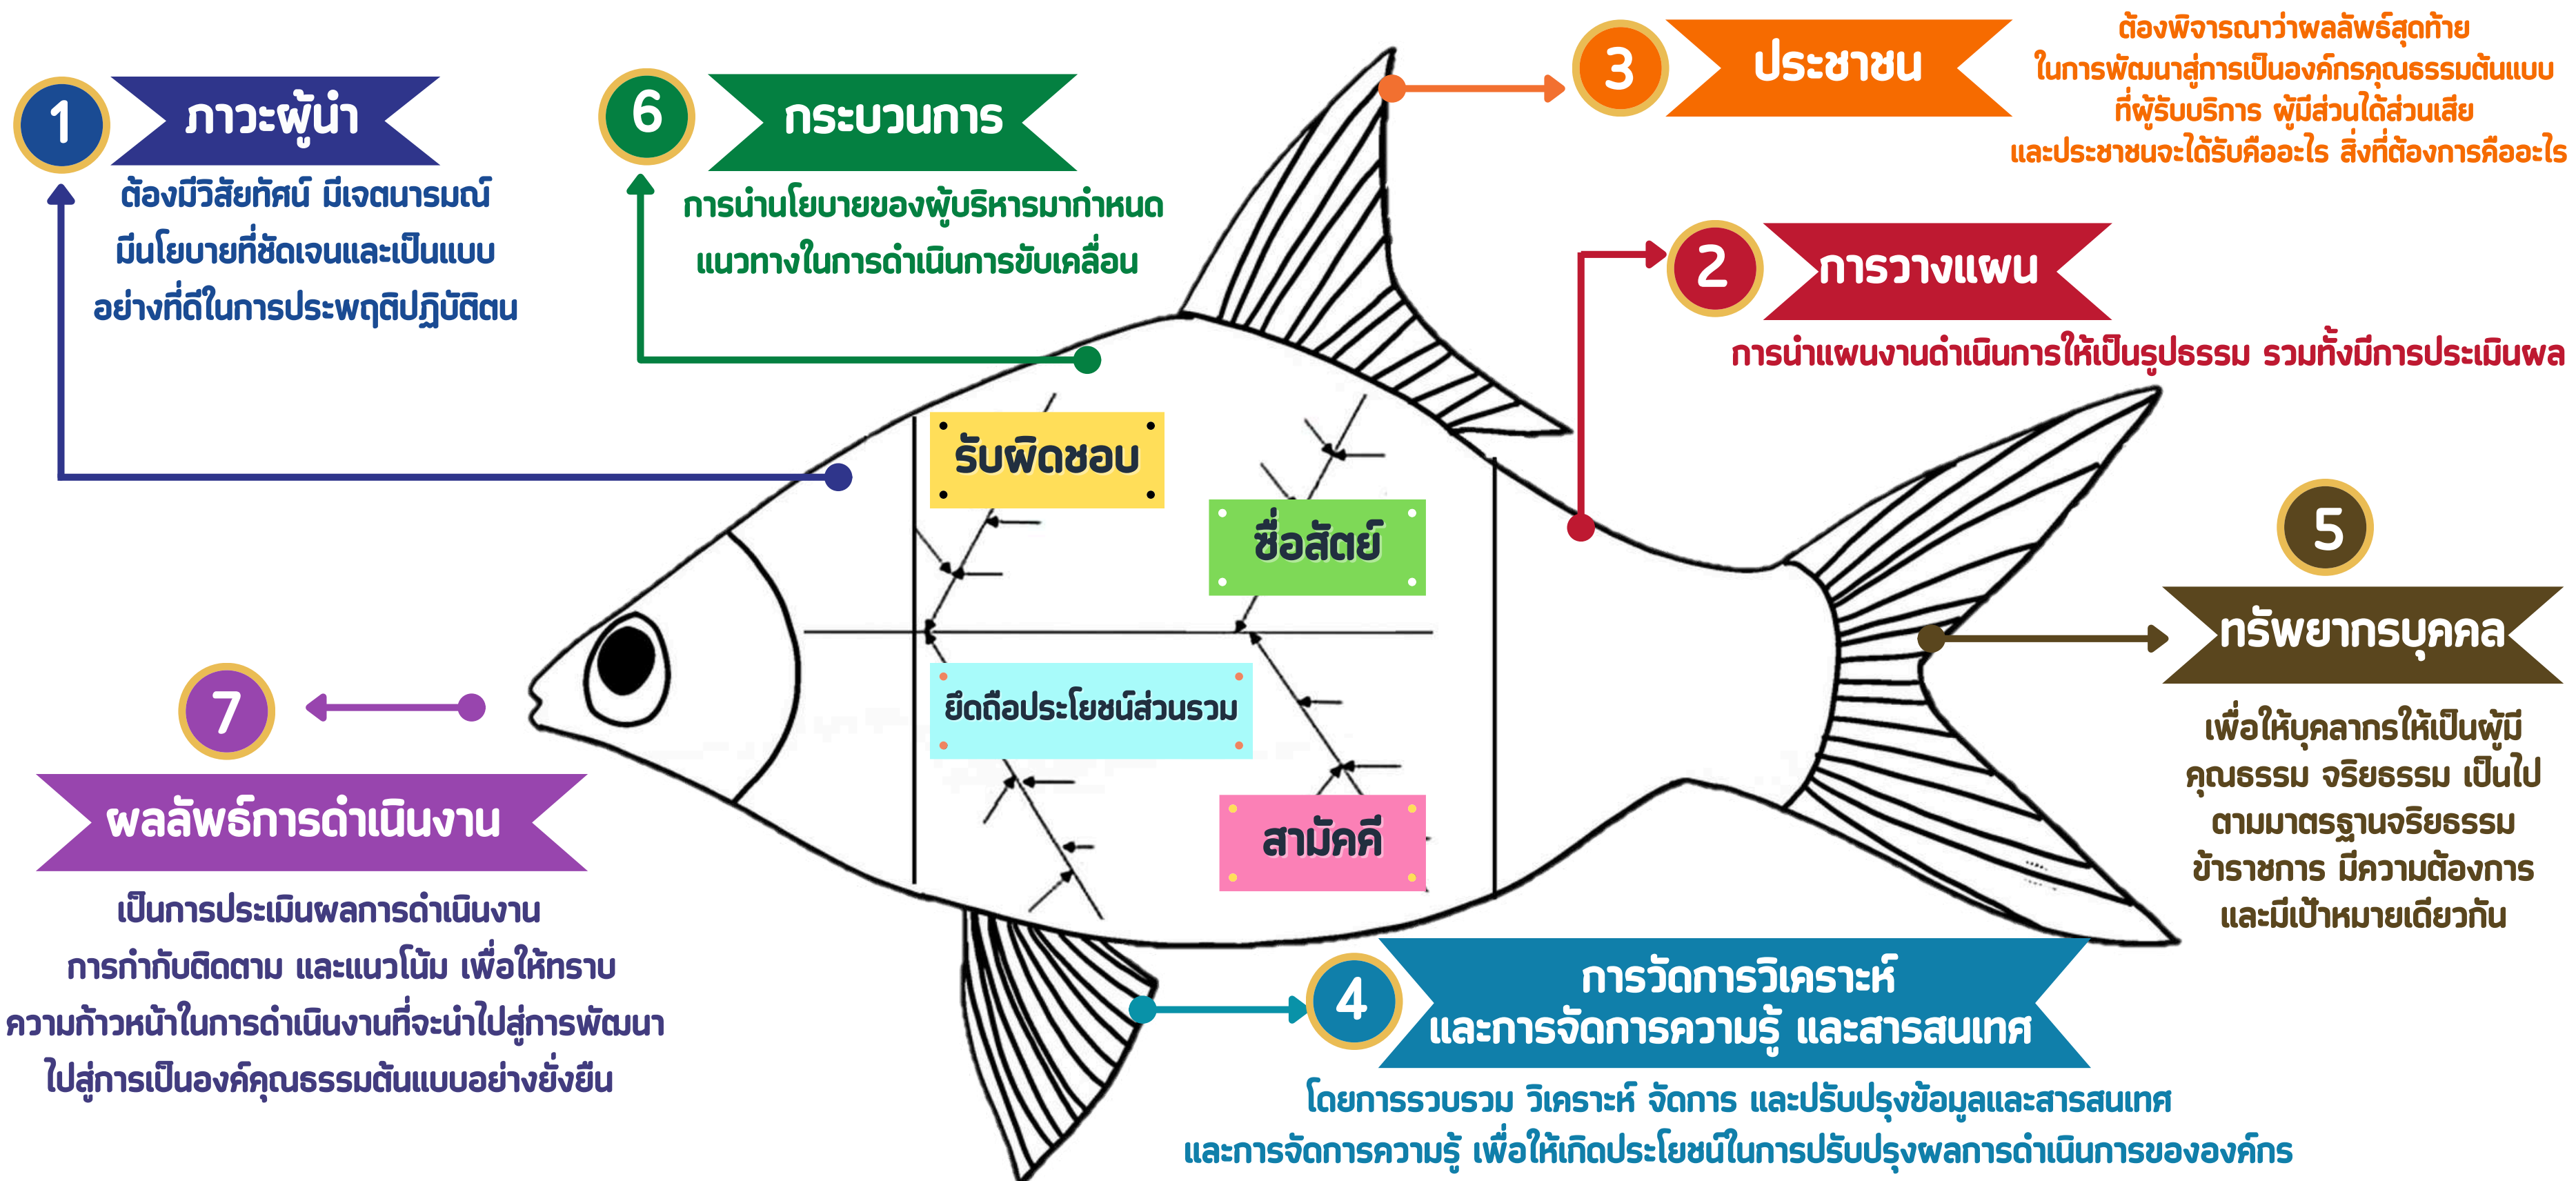 1
ภาวะผู้นำ
ต้องมีวิสัยทัศน์ มีเจตนารมณ์
มีนโยบายที่ชัดเจนและเป็นแบบ
อย่างที่ดีในการประพฤติปฏิบัติตน
6
กระบวนการ
การนำนโยบายของผู้บริหารมากำหนด
แนวทางในการดำเนินการขับเคลื่อน
3
ประชาชน
ต้องพิจารณาว่าผลลัพธ์สุดท้าย
ในการพัฒนาสู่การเป็นองค์กรคุณธรรมต้นแบบ
ที่ผู้รับบริการ ผู้มีส่วนได้ส่วนเสีย
และประชาชนจะได้รับคืออะไร สิ่งที่ต้องการคืออะไร
2
การวางแผน
การนำแผนงานดำเนินการให้เป็นรูปธรรม รวมทั้งมีการประเมินผล
รับผิดชอบ
ซื่อสัตย์
ยึดถือประโยชน์ส่วนรวม
สามัคคี
5
ทรัพยากรบุคคล
เพื่อให้บุคลากรให้เป็นผู้มี
คุณธรรม จริยธรรม เป็นไป
ตามมาตรฐานจริยธรรม
ข้าราชการ มีความต้องการ
และมีเป้าหมายเดียวกัน
7
ผลลัพธ์การดำเนินงาน
เป็นการประเมินผลการดำเนินงาน
การกำกับติดตาม และแนวโน้ม เพื่อให้ทราบ
ความก้าวหน้าในการดำเนินงานที่จะนำไปสู่การพัฒนา
ไปสู่การเป็นองค์คุณธรรมต้นแบบอย่างยั่งยืน
4
การวัดการวิเคราะห์
และการจัดการความรู้ และสารสนเทศ
โดยการรวบรวม วิเคราะห์ จัดการ และปรับปรุงข้อมูลและสารสนเทศ
และการจัดการความรู้ เพื่อให้เกิดประโยชน์ในการปรับปรุงผลการดำเนินการขององค์กร